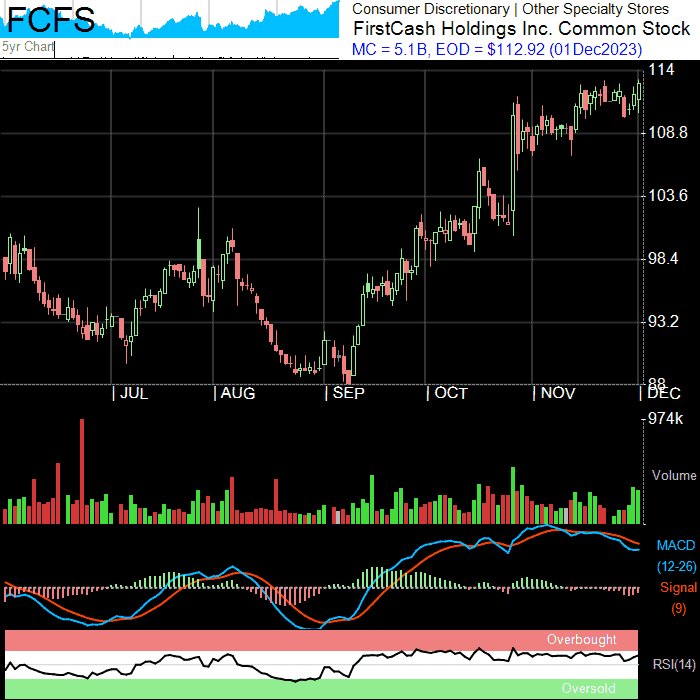 FCFS
5yr Chart
Consumer Discretionary | Other Specialty Stores
FirstCash Holdings Inc. Common Stock
MC = 5.1B, EOD = $112.92 (01Dec2023)
114
108.8
103.6
98.4
93.2
88
| JUL | AUG | SEP | OCT | NOV | DEC
974k
Volume
MACD
(12-26)
Signal
(9)
Overbought
RSI(14)
Oversold